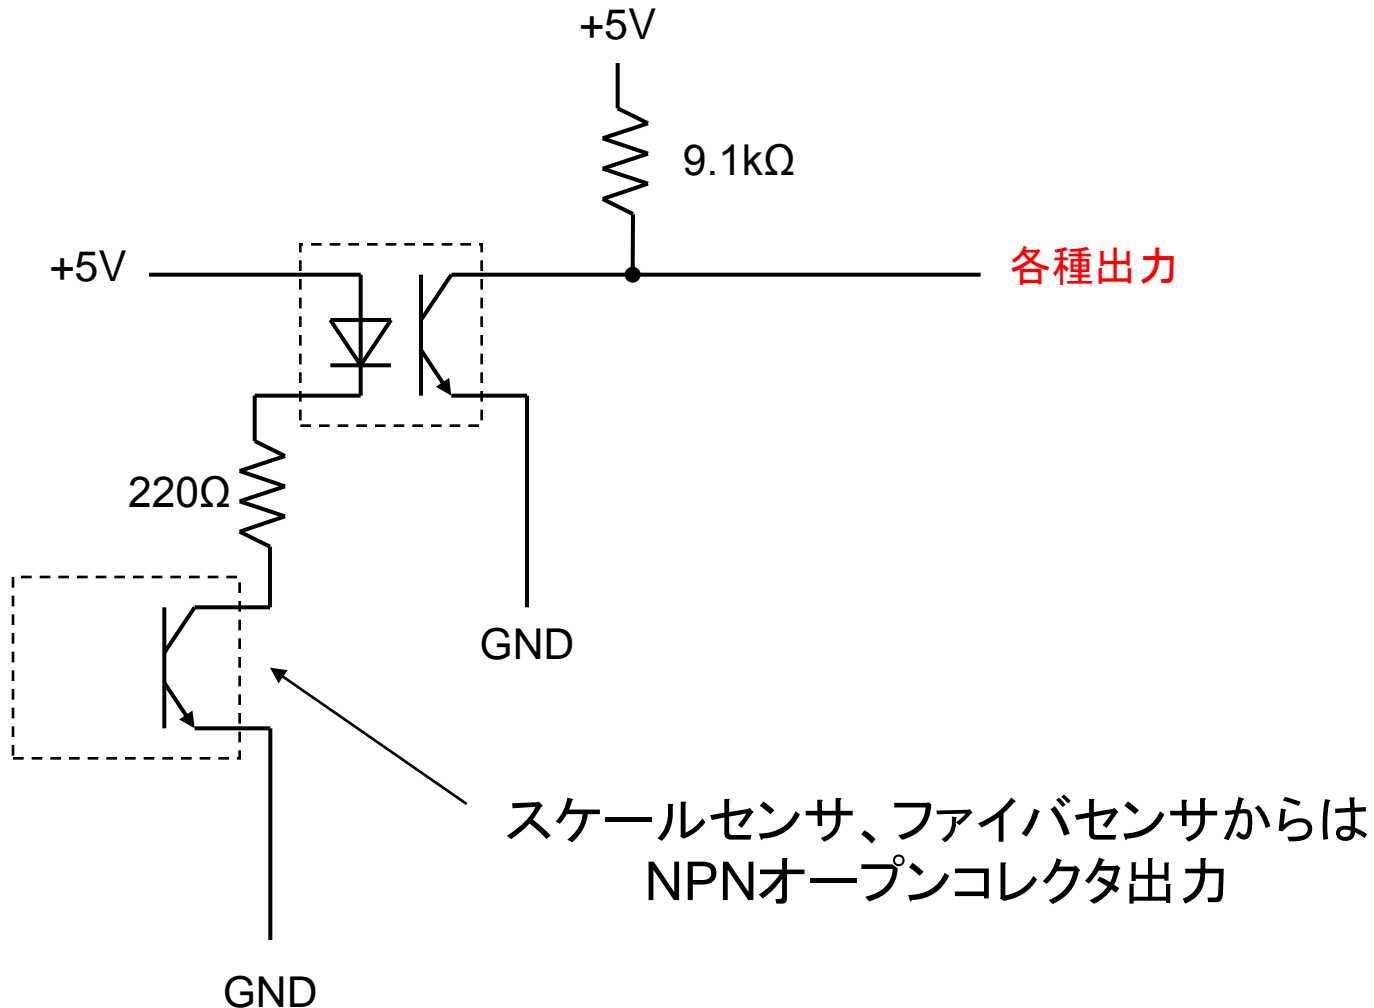 +5V
9.1kΩ
+5V
各種出力
220Ω
GND
スケールセンサ、ファイバセンサからは
NPNオープンコレクタ出力
GND